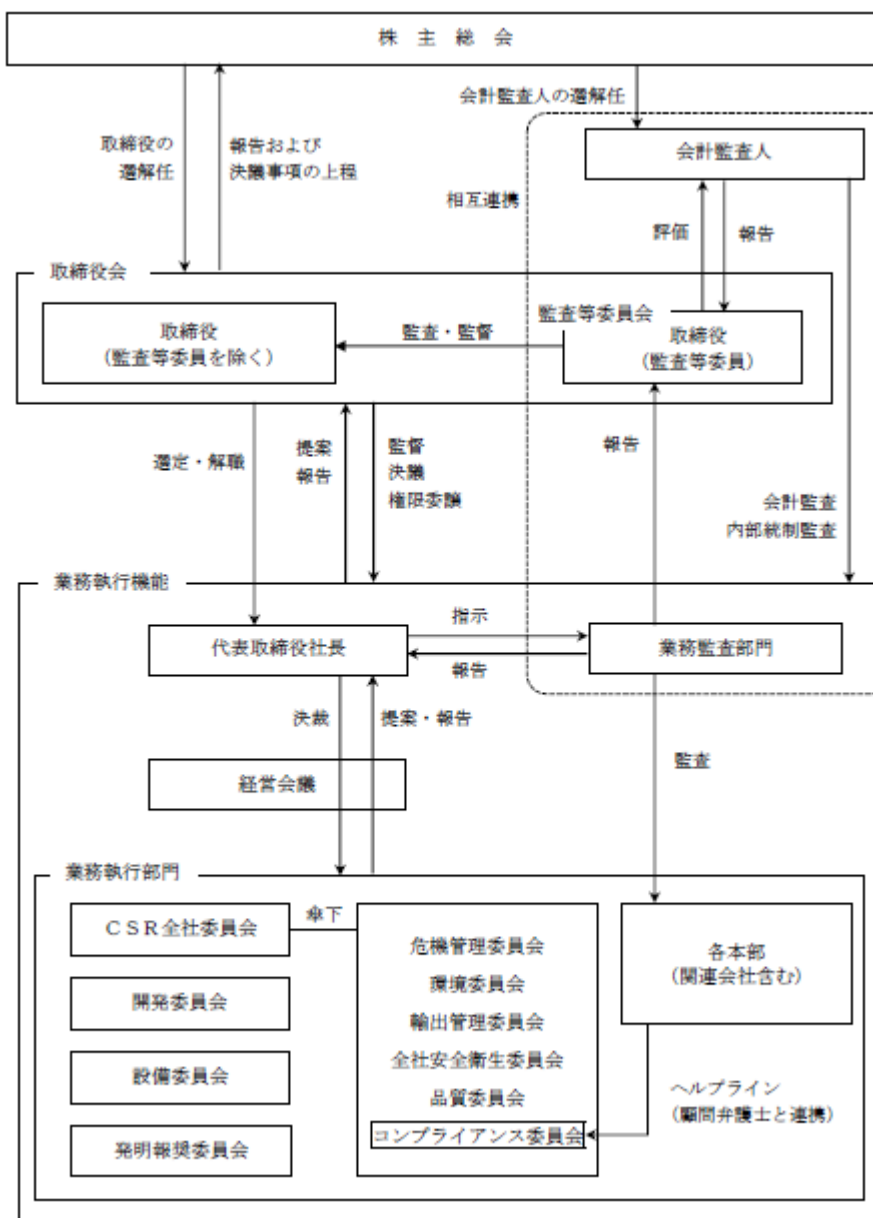 株主総会
会計監査人の選解任
取締役の
選解任
報告および
決議事項の上程
会計監査人
相互連携
評価
報告
取締役会
監査等委員会
取締役
(監査等委員を除く)
監査・監督
取締役
(監査等委員)
選定・解職
提案
報告
監督
決議
権限委譲
報告
会計監査
内部統制監査
業務執行機能
代表取締役社長
指示
報告
業務監査部門
決裁
提案・報告
監査
経営会議
業務執行部門
CSR全社委員会
傘下
開発委員会
設備委員会
発明報奨委員会
危機管理委員会
環境委員会
輸出管理委員会
全社安全衛生委員会
品質委員会
コンプライアンス委員会
各本部
(関連会社含む)
ヘルプライン
(顧問弁護士と連携)